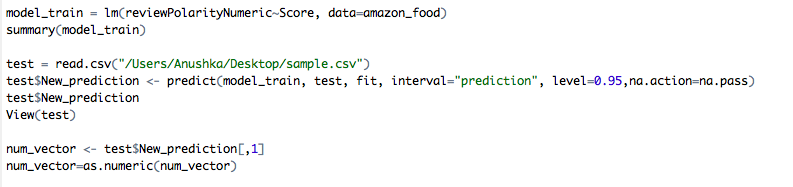 model_train = lm(reviewPolarityNumeric~Score, data=amazon_food)
summary(model_train)
test = read.csv("/Users/Anushka/Desktop/sample.csv")
test$New_prediction <- predict(model_train, test, fit, interval="prediction", level=0.95,na.action=na.pass)
test$New_prediction
View(test)
num_vector <- test$New_prediction[,1]
num_vector=as.numeric(num_vector)